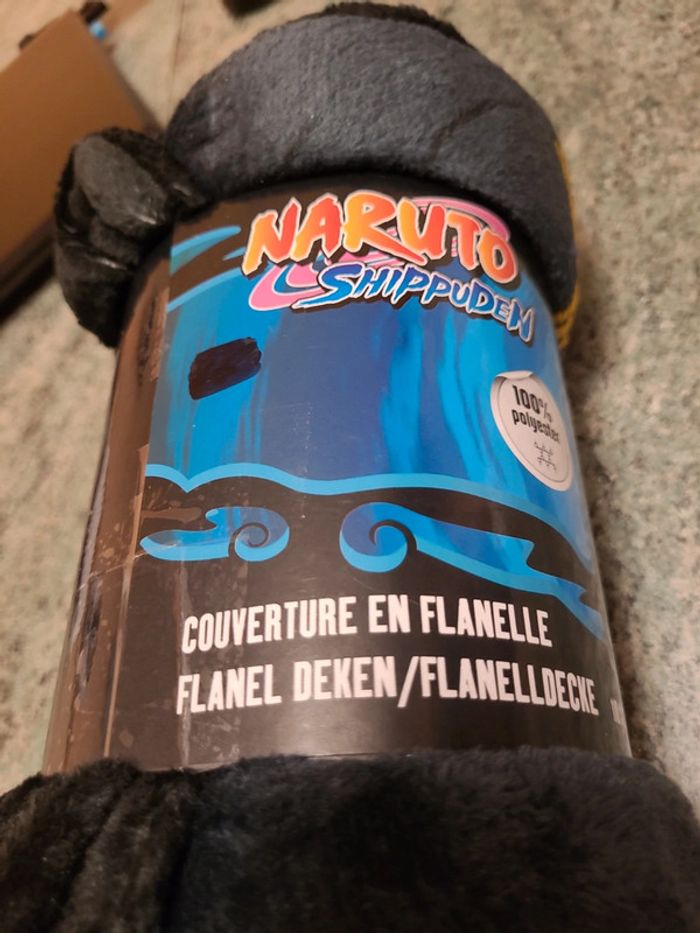 NARUTO
SHIPPUDEN
100%
polyester
COUVERTURE EN FLANELLE
FLANEL DEKEN/FLANELLDECKE